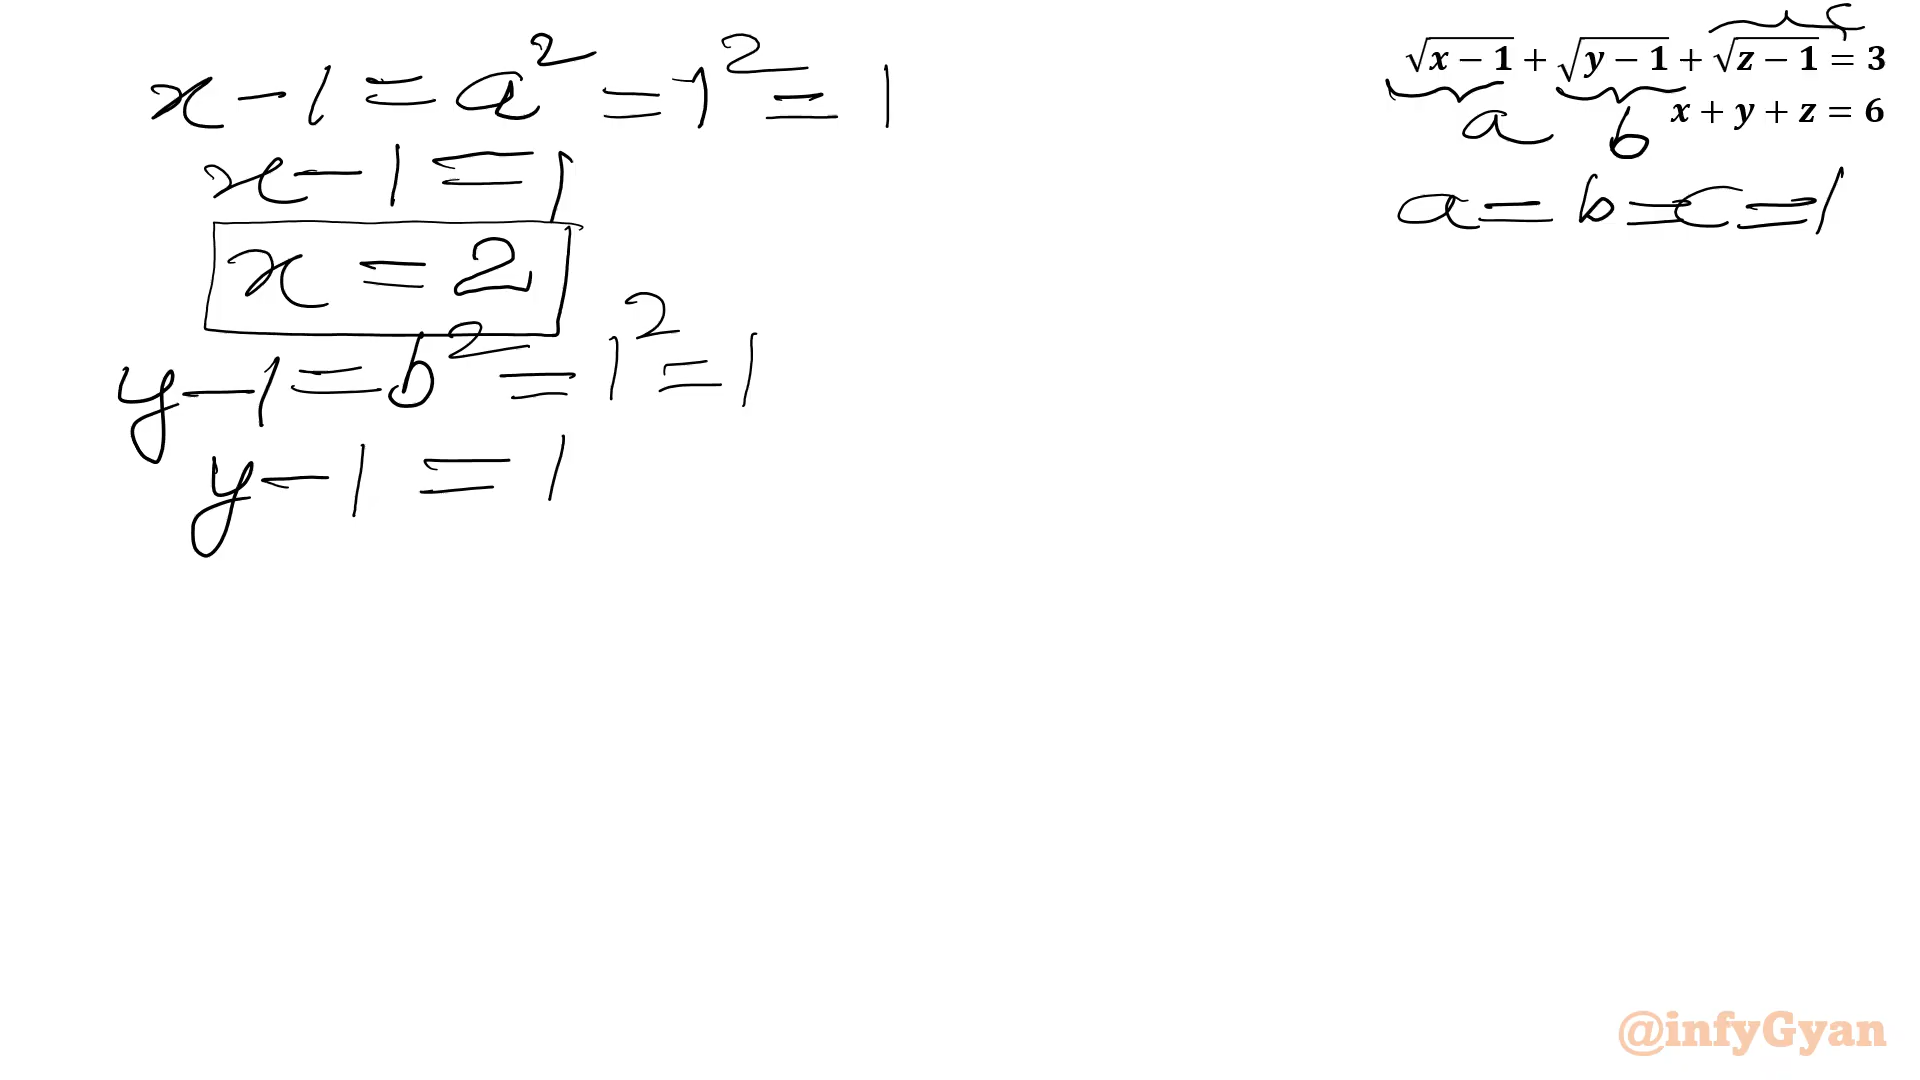 x - 1 = a² = 1² = 1
x - 1 = 1
x = 2
y - 1 = b² = 1² = 1
y - 1 = 1
c
√x − 1 + √y − 1 + √z − 1 = 3
a b x + y + z = 6
a = b = c = 1
@infyGyan